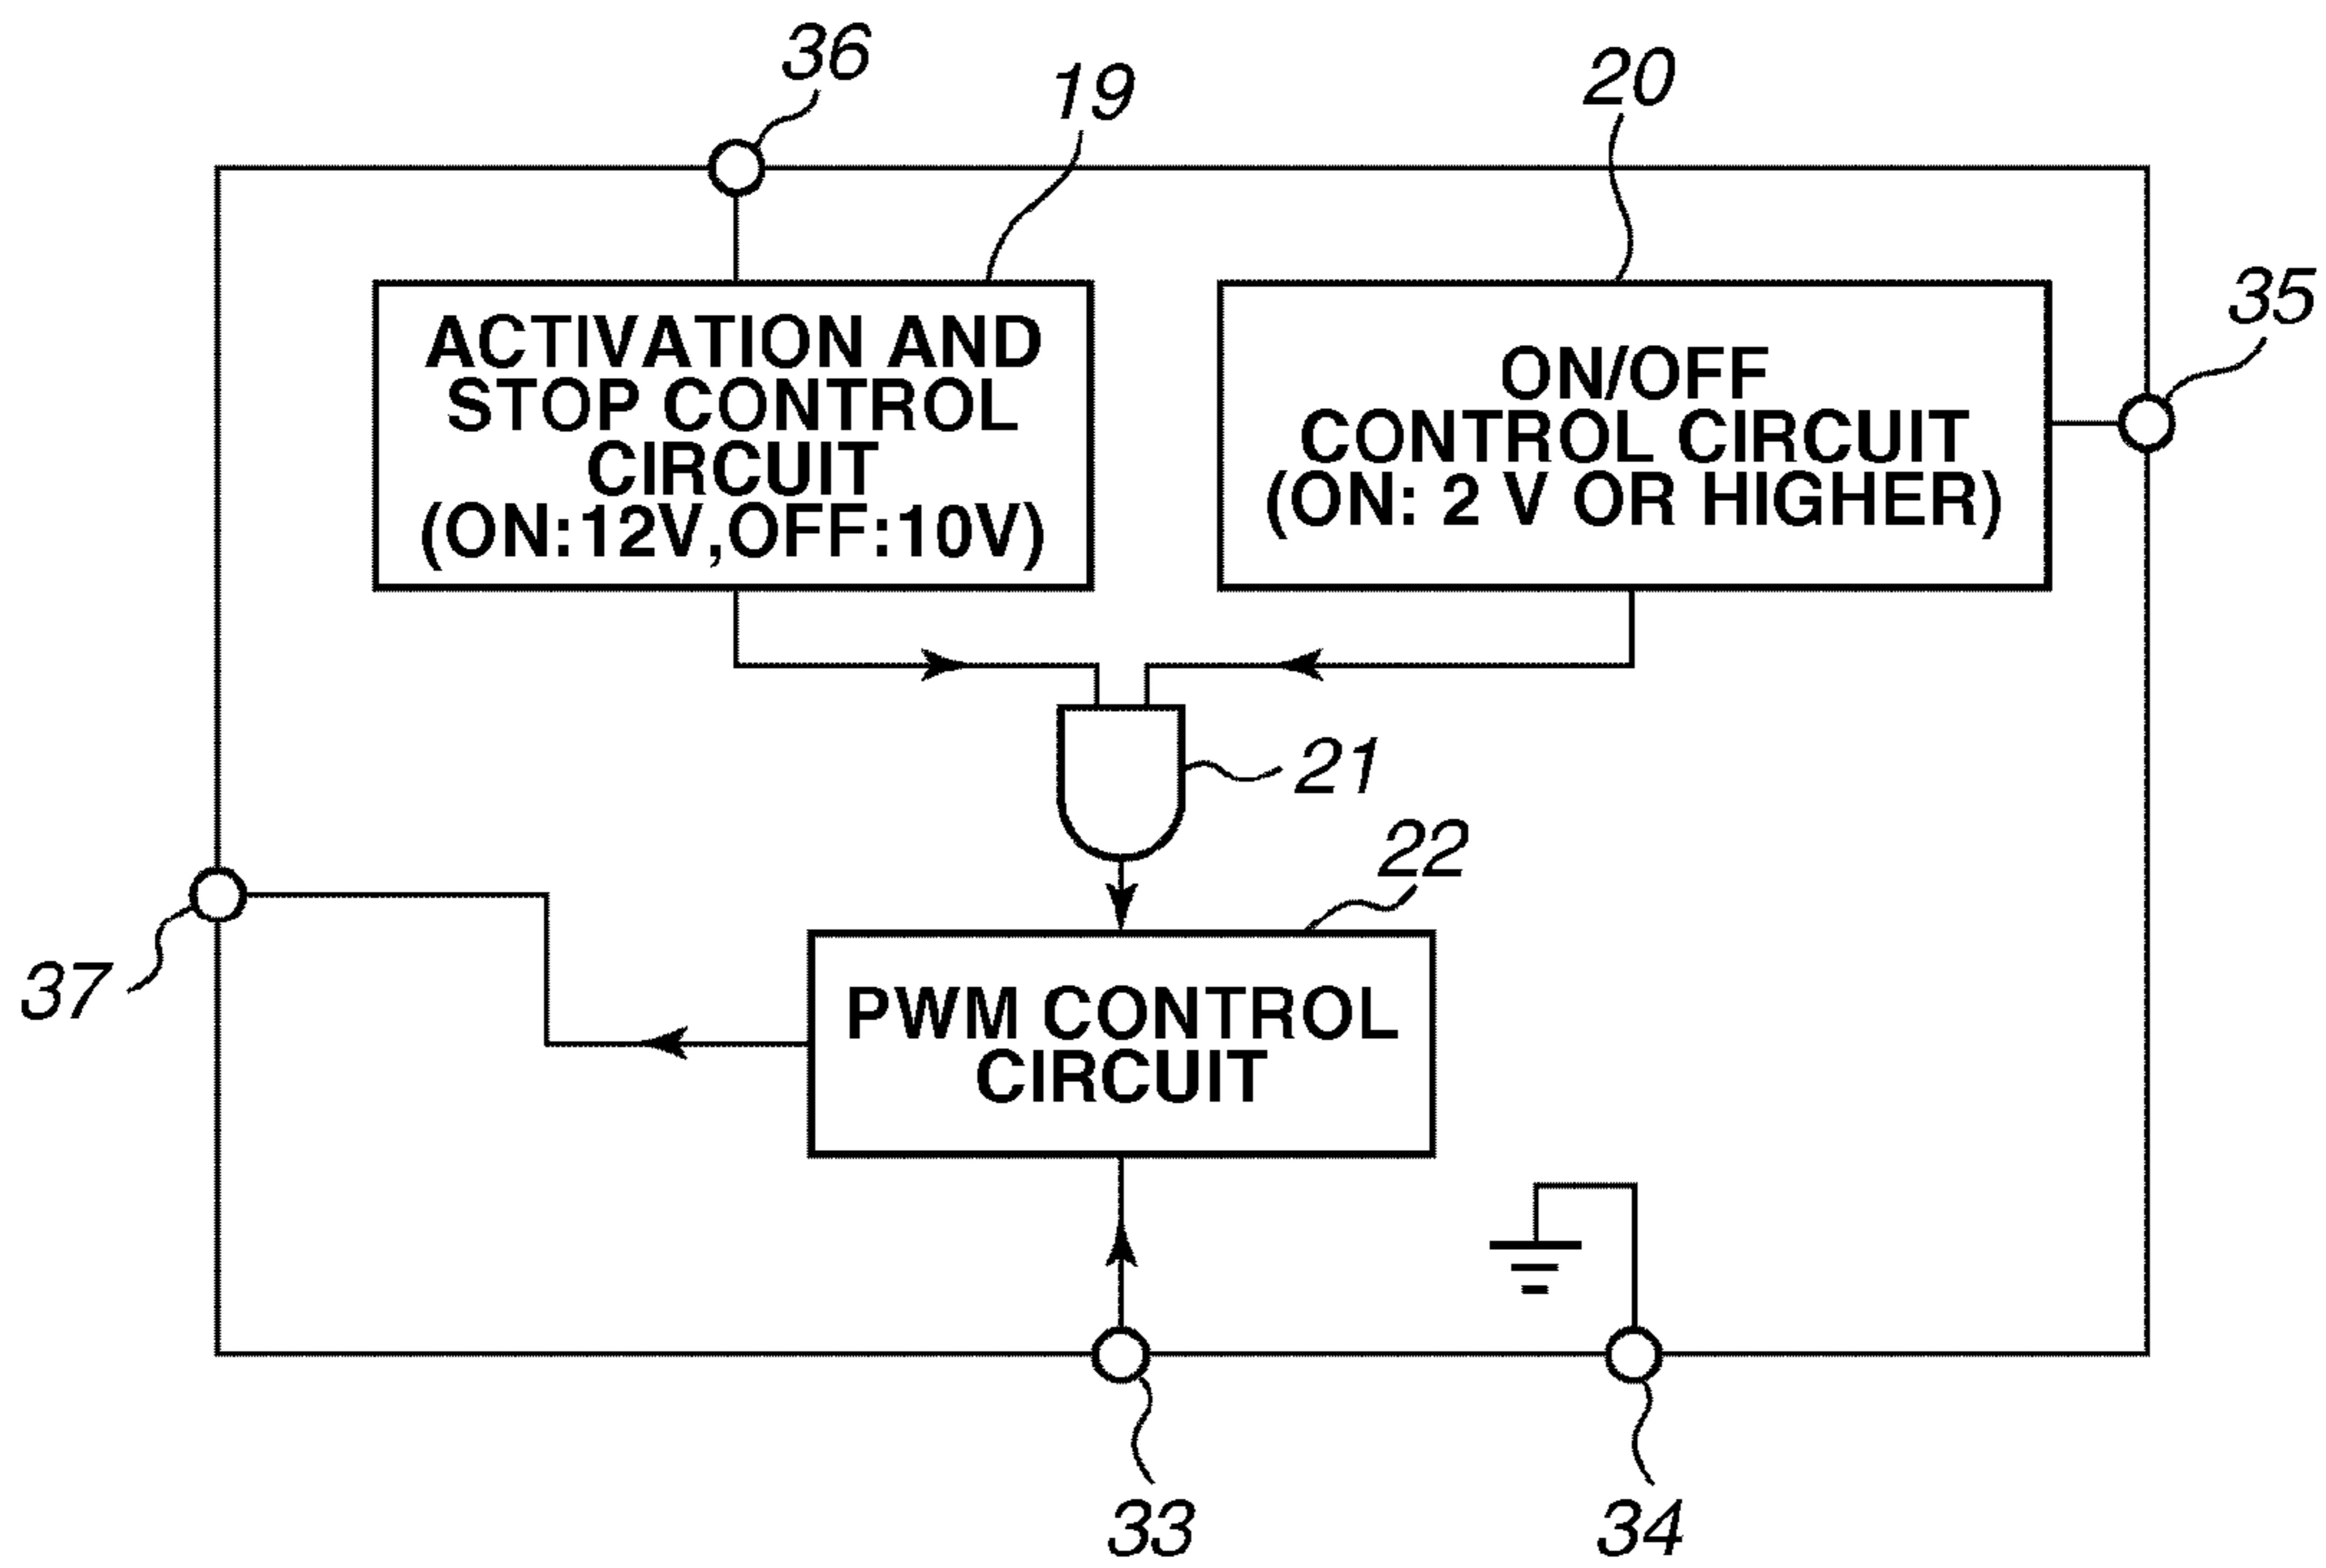 36
19
20
35
ACTIVATION AND
STOP CONTROL
CIRCUIT
(ON:12V,OFF:10V)
ON/OFF
CONTROL CIRCUIT
(ON: 2 V OR HIGHER)
21
22
37
PWM CONTROL
CIRCUIT
33
34